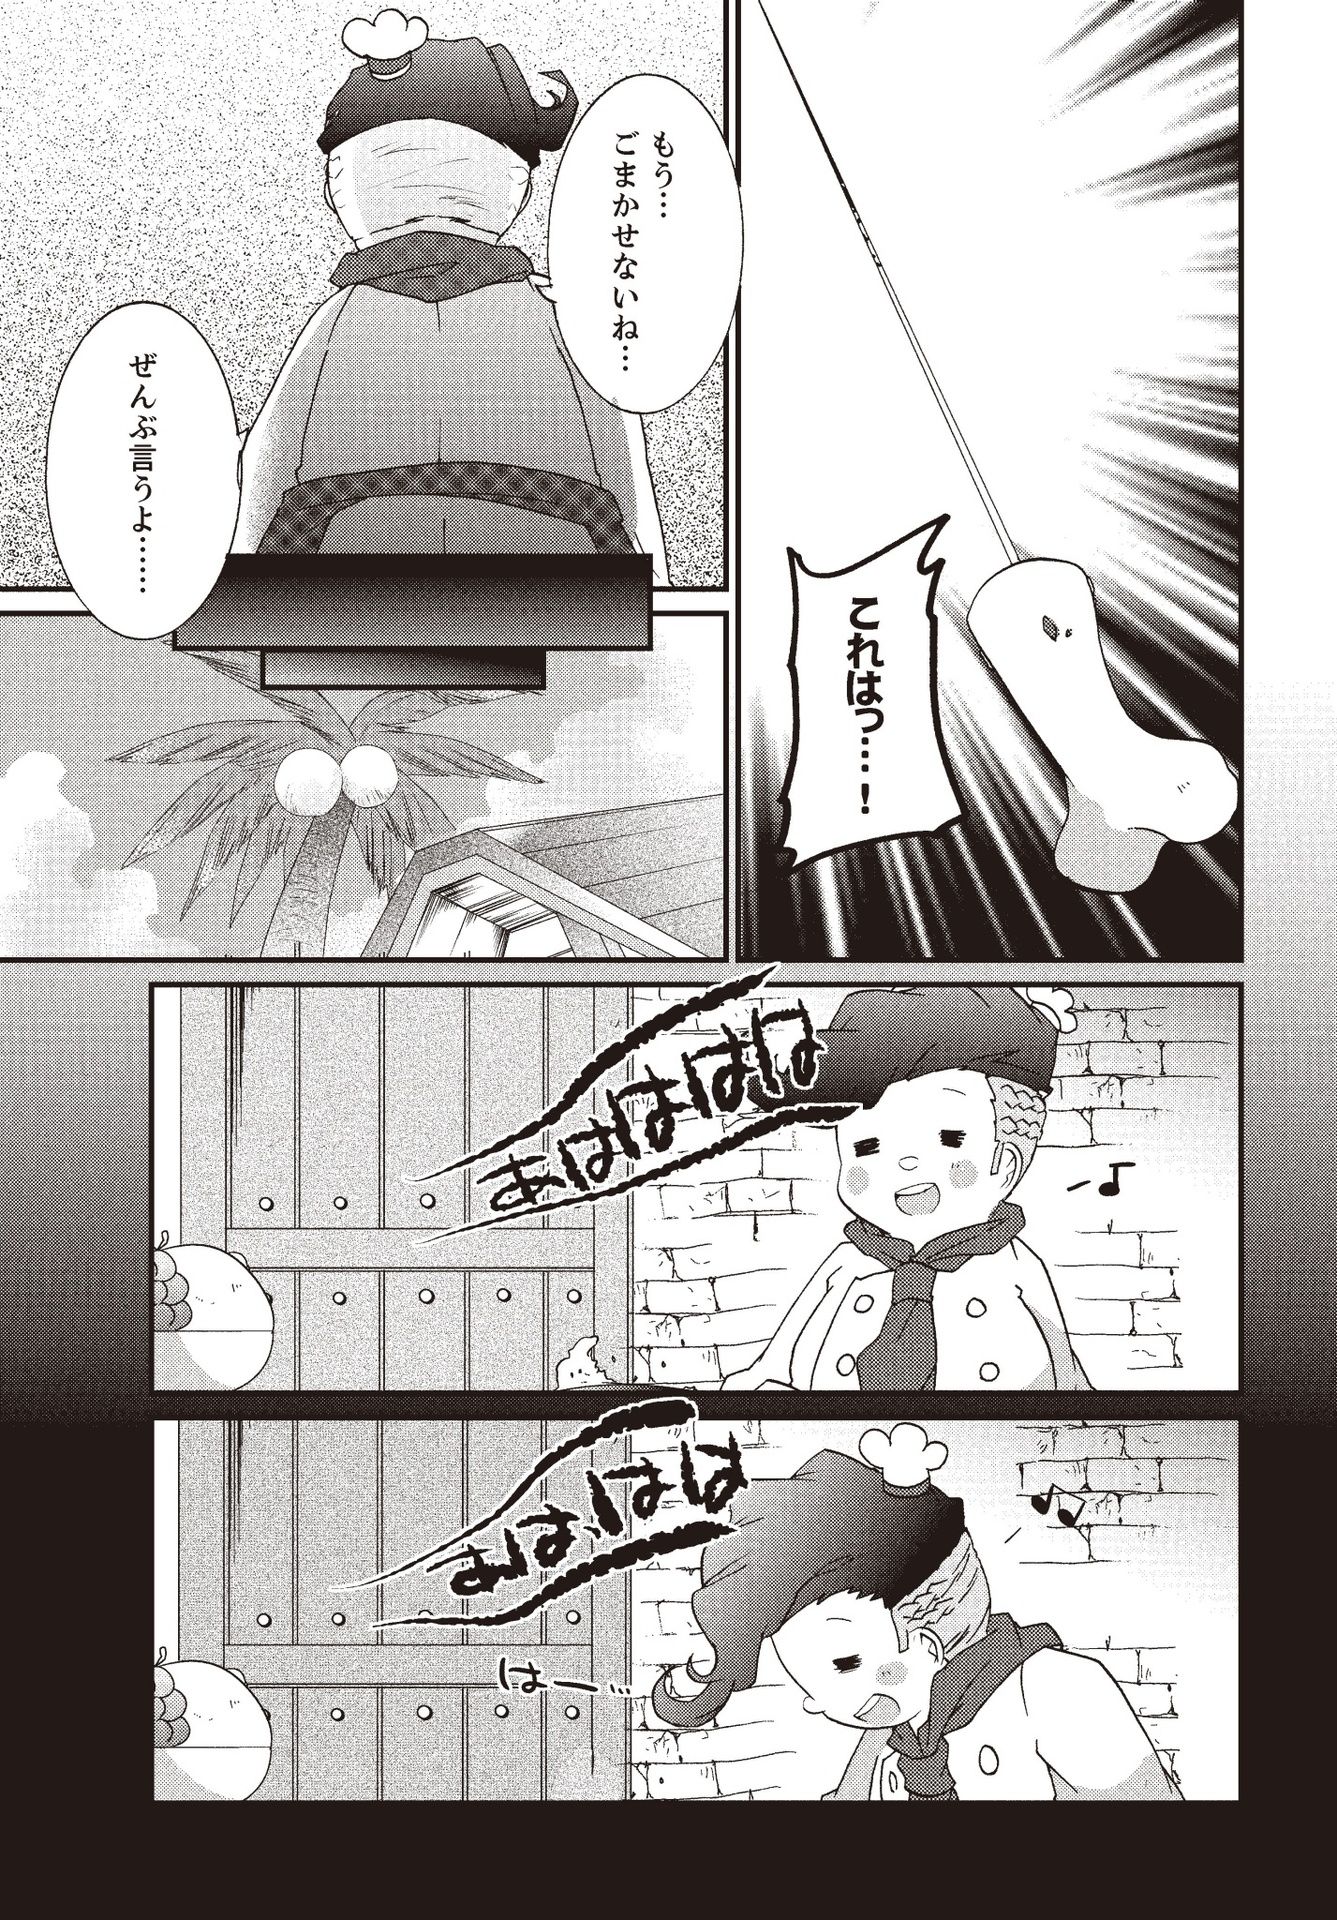 これはっ…！
もう…
ごまかせないね…
ぜんぶ言うよ……
あはははは
あははは
はー…